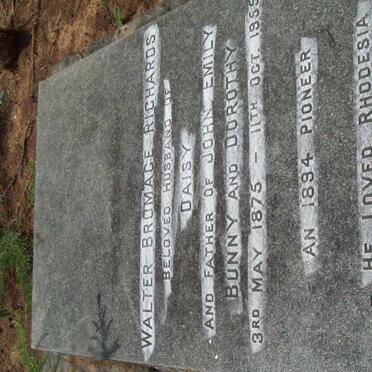 WALTER BROMAGE RICHARDS
BELOVED HUSBAND OF
DAISY
AND FATHER OF JOHN, EMILY
BUNNY AND DOROTHY
3RD MAY 1875 — 11TH OCT. 1959
AN 1894 PIONEER
HE LOVED RHODESIA